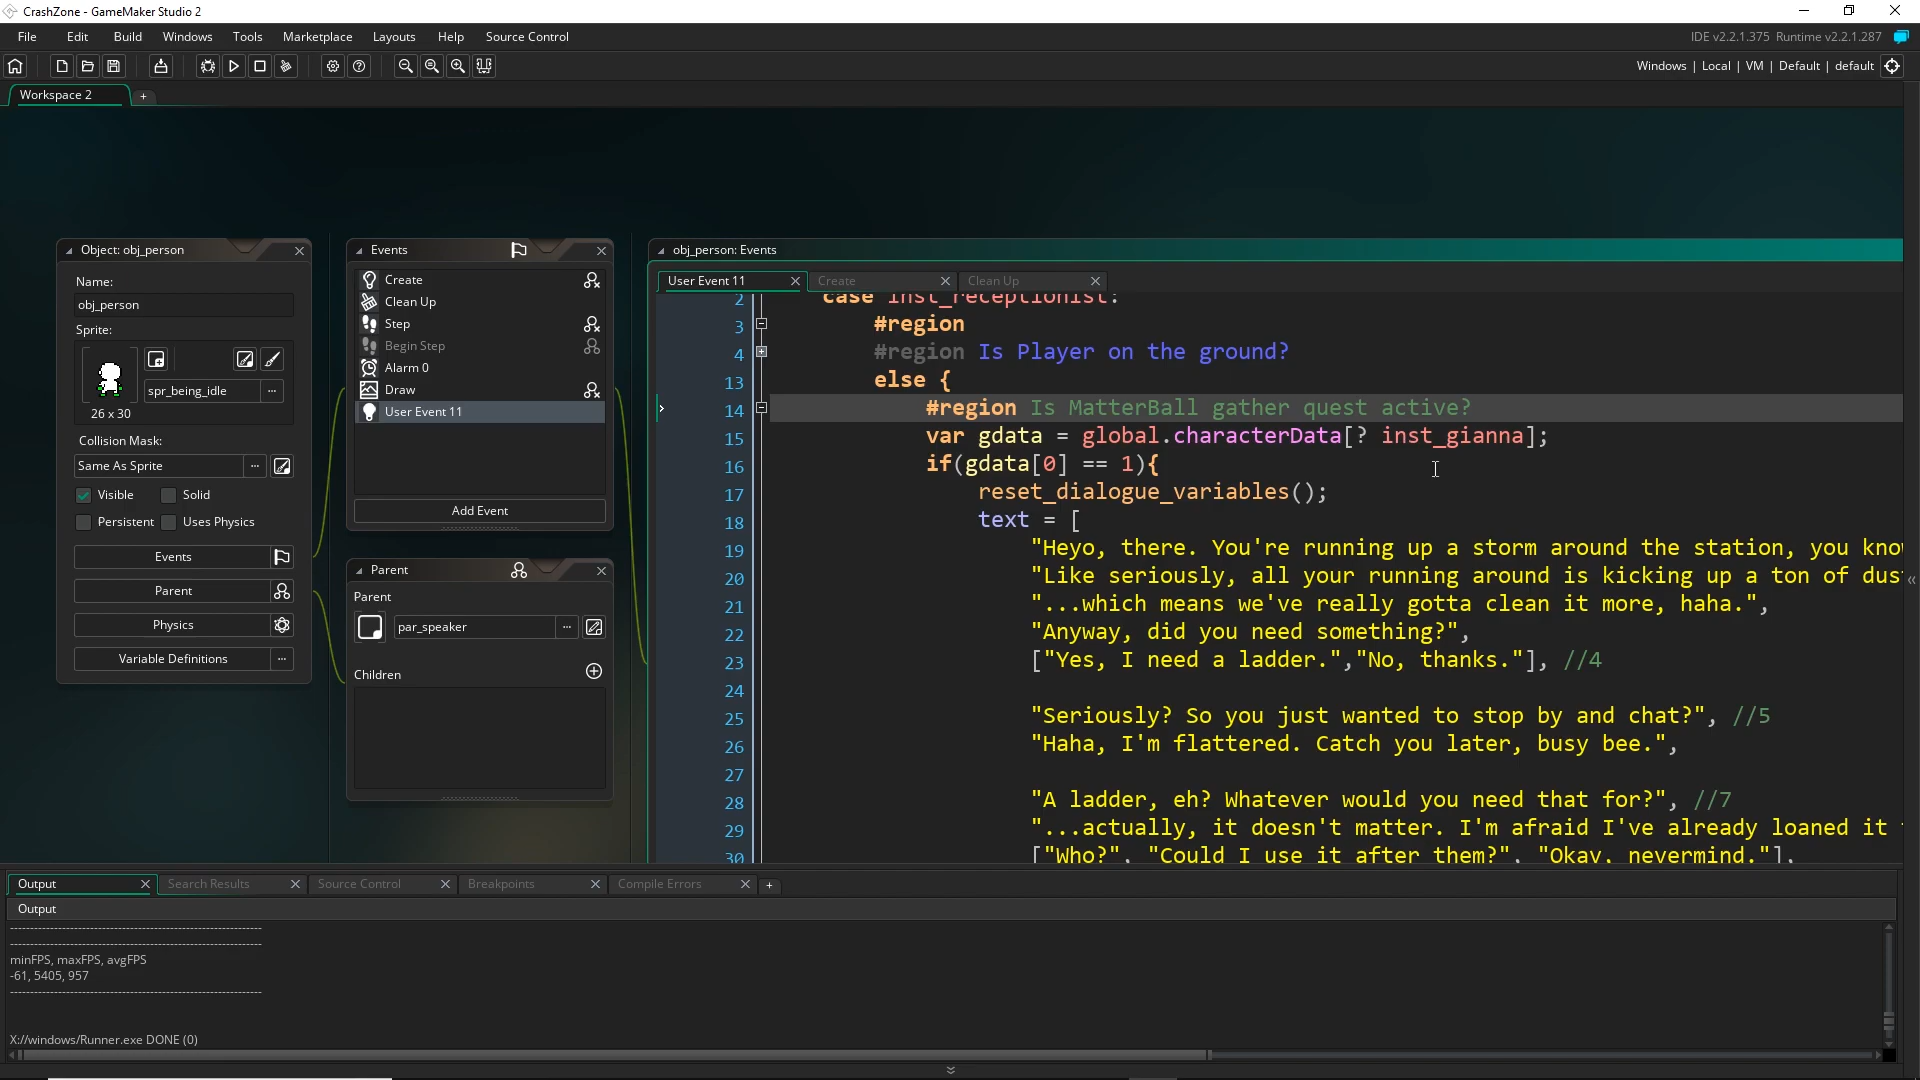 CrashZone - GameMaker Studio 2
File Edit Build Windows Tools Marketplace Layouts Help Source Control
IDE v2.2.1.375 Runtime v2.2.1.287
Windows | Local | VM | Default | default
Workspace 2
Object: obj_person
Name:
obj_person
Sprite:
spr_being_idle
26 x 30
Collision Mask:
Same As Sprite
Visible Solid
Persistent Uses Physics
Events
Parent
Physics
Variable Definitions
Events
Create
Clean Up
Step
Begin Step
Alarm 0
Draw
User Event 11
Add Event
Parent
Parent
par_speaker
Children
obj_person: Events
User Event 11 Create Clean Up
2 case inst_receptionist:
3 #region
4 #region Is Player on the ground?
13 else {
14 #region Is MatterBall gather quest active?
15 var gdata = global.characterData[? inst_gianna];
16 if(gdata[0] == 1){
17 reset_dialogue_variables();
18 text = [
19 "Heyo, there. You're running up a storm around the station, you
20 "Like seriously, all your running around is kicking up a ton of
21 "...which means we've really gotta clean it more, haha.",
22 "Anyway, did you need something?",
23 ["Yes, I need a ladder.","No, thanks."], //4
24
25 "Seriously? So you just wanted to stop by and chat?", //5
26 "Haha, I'm flattered. Catch you later, busy bee.",
27
28 "A ladder, eh? Whatever would you need that for?", //7
29 "...actually, it doesn't matter. I'm afraid I've already loaned it
30 ["Who?", "Could I use it after them?", "Okay, nevermind."],
Output Search Results Source Control Breakpoints Compile Errors
Output
minFPS, maxFPS, avgFPS
-61, 5405, 957
X://windows/Runner.exe DONE (0)